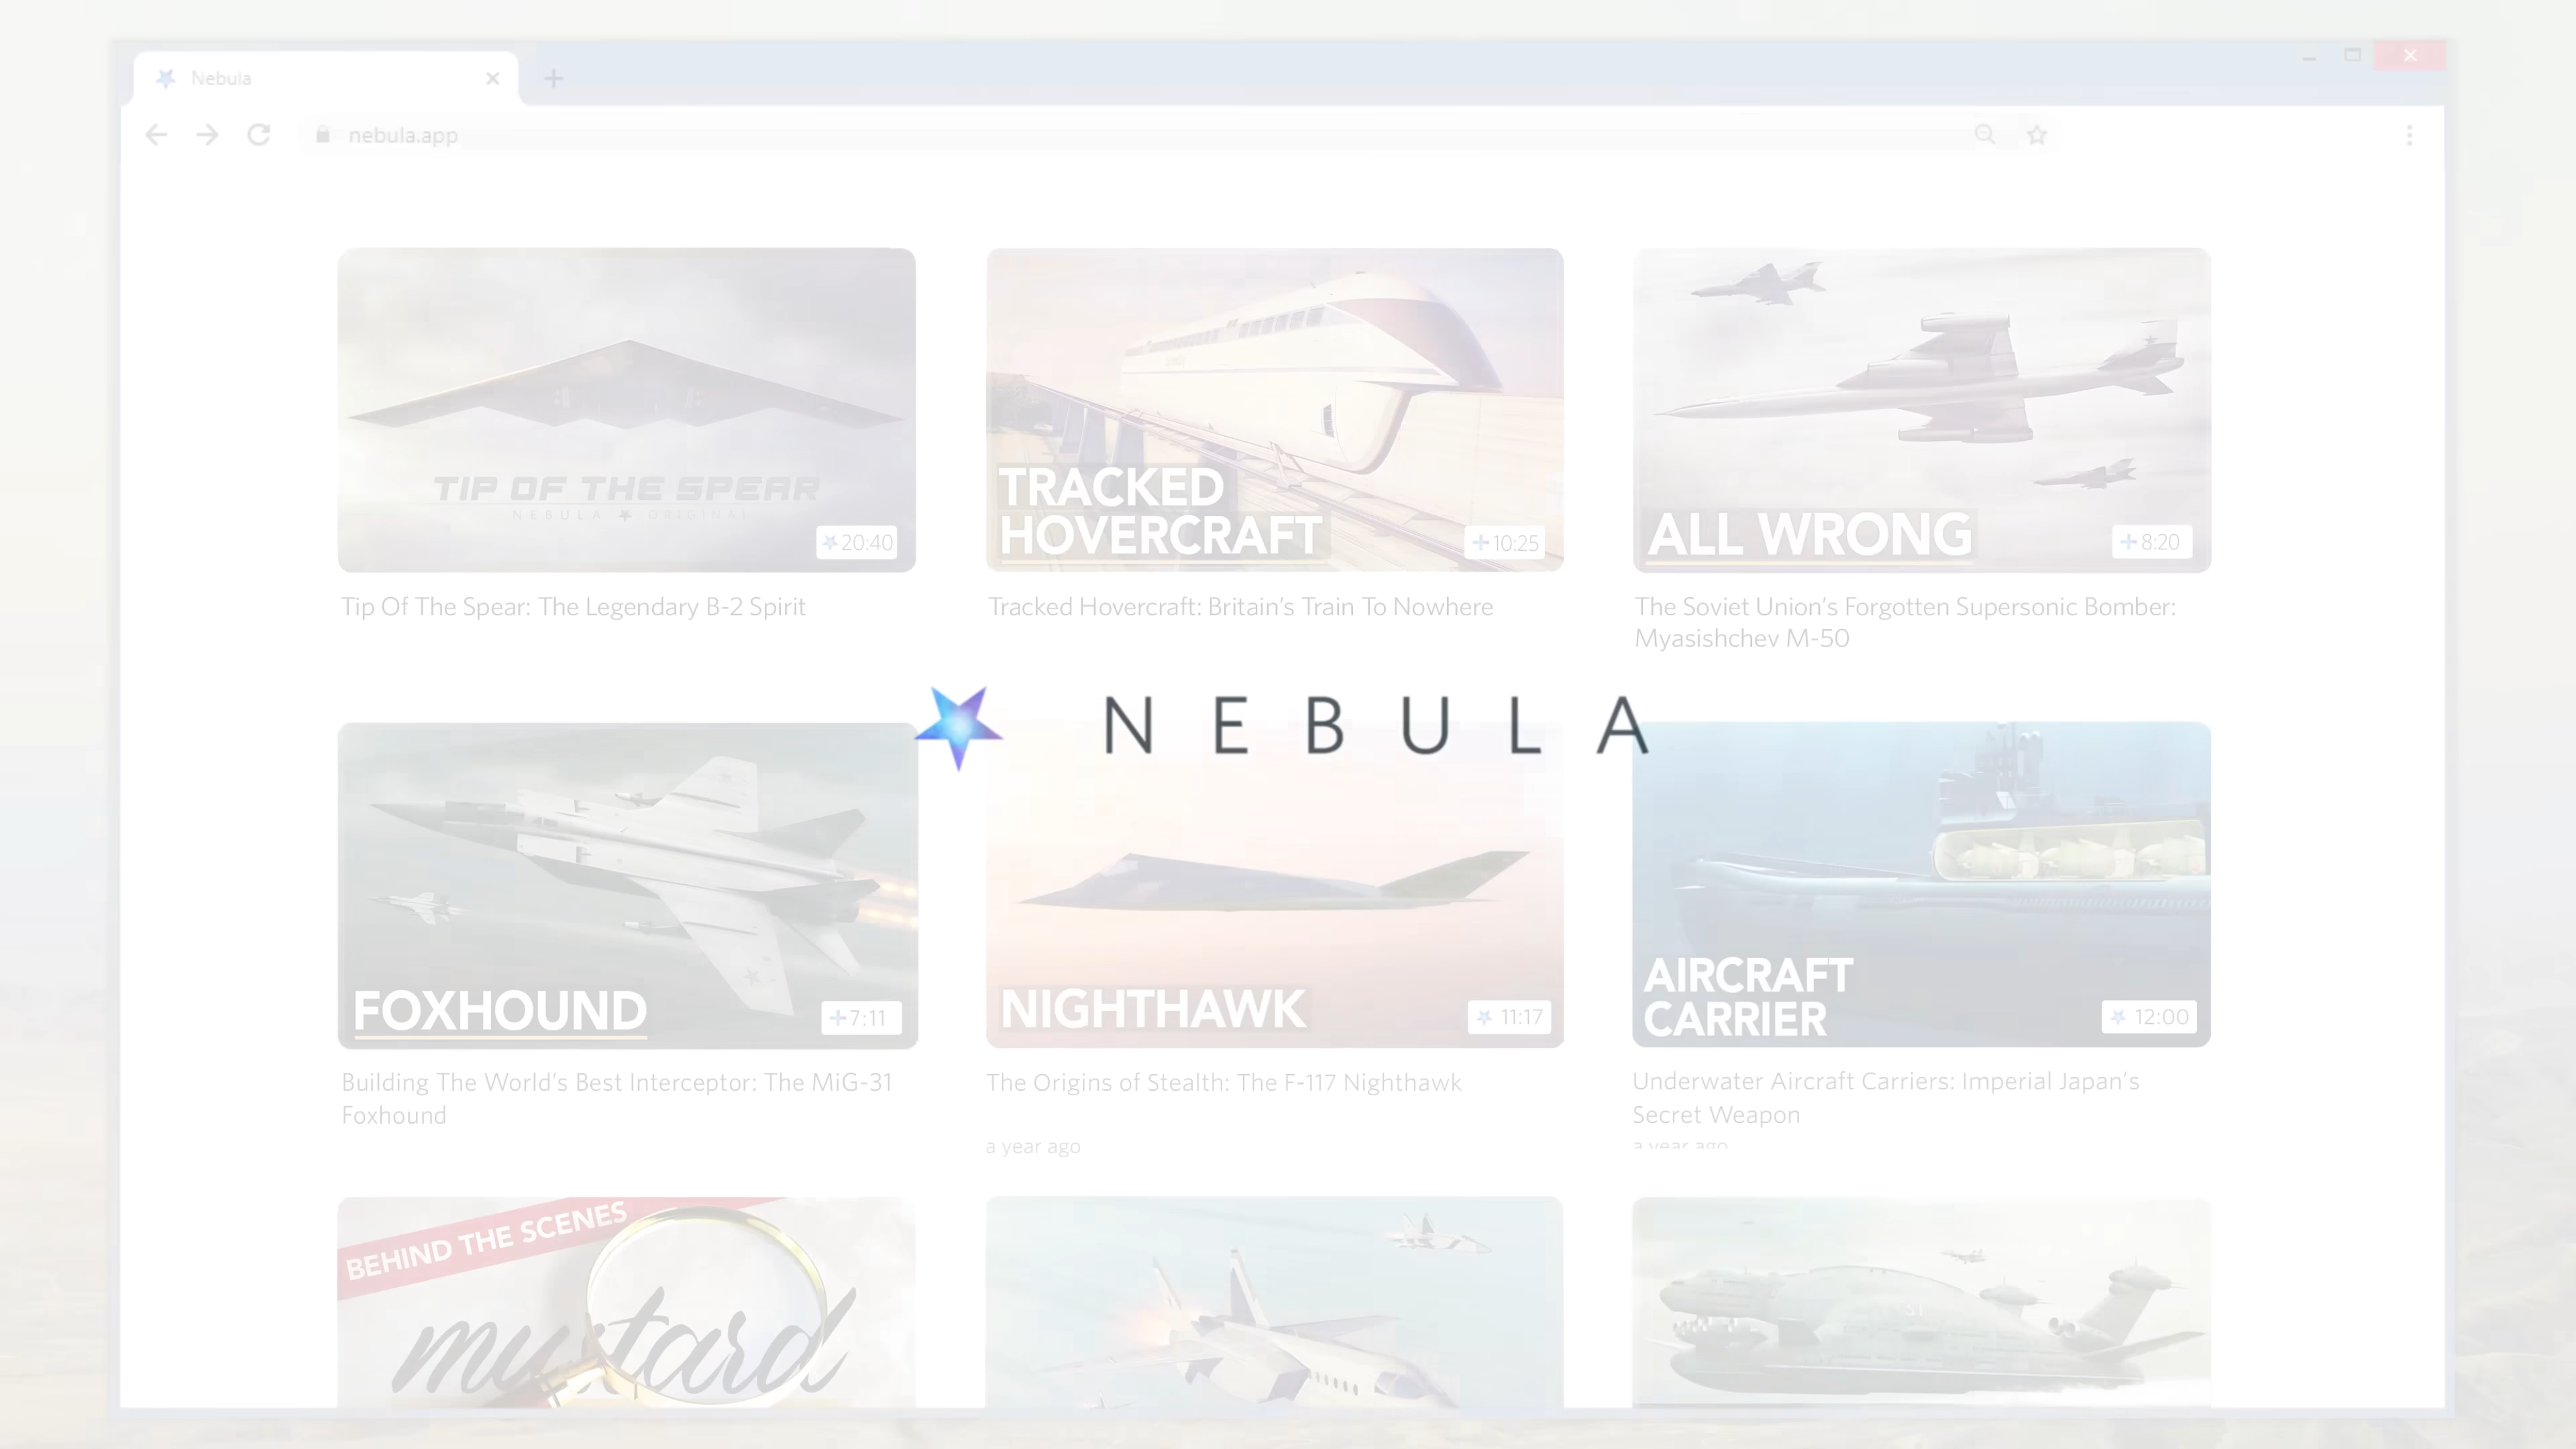 Nebula
nebula.app
TIP OF THE SPEAR
NEBULA ORIGINAL
20:40
TRACKED
HOVERCRAFT
+10:25
ALL WRONG
+8:20
Tip Of The Spear: The Legendary B-2 Spirit
Tracked Hovercraft: Britain’s Train To Nowhere
The Soviet Union’s Forgotten Supersonic Bomber:
Myasishchev M-50
NEBULA
FOXHOUND
+7:11
NIGHTHAWK
11:17
AIRCRAFT
CARRIER
12:00
Building The World’s Best Interceptor: The MiG-31
Foxhound
The Origins of Stealth: The F-117 Nighthawk
a year ago
Underwater Aircraft Carriers: Imperial Japan’s
Secret Weapon
a year ago
BEHIND THE SCENES
mustard